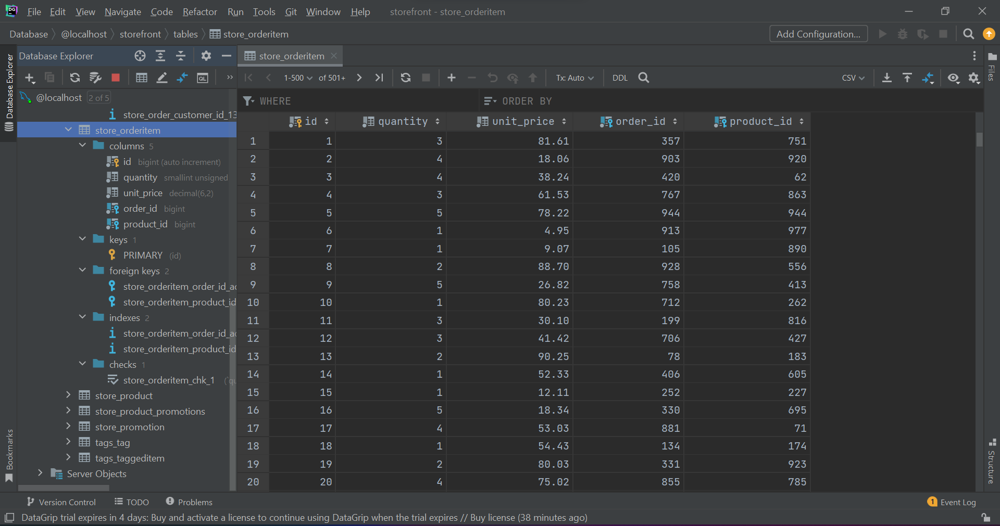 DG File Edit View Navigate Code Refactor Run Tools Git Window Help storefront - store_orderitem
Database @localhost storefront tables store_orderitem Add Configuration...
Database Explorer store_orderitem
1-500 of 501+ Tx: Auto DDL CSV
QL
WHERE ORDER BY
Database Explorer
Bookmarks
@localhost 2 of 5
store_order_customer_id_13
store_orderitem
columns 5
id bigint (auto increment)
quantity smallint unsigned
unit_price decimal(6,2)
order_id bigint
product_id bigint
keys 1
PRIMARY (id)
foreign keys 2
store_orderitem_order_id_ac
store_orderitem_product_id
indexes 2
store_orderitem_order_id_ac
store_orderitem_product_id
checks 1
store_orderitem_chk_1 (`qu
store_product
store_product_promotions
store_promotion
tags_tag
tags_taggeditem
Server Objects
id quantity unit_price order_id product_id
1 1 3 81.61 357 751
2 2 4 18.06 903 920
3 3 4 38.24 420 62
4 4 3 61.53 767 863
5 5 5 78.22 944 944
6 6 1 4.95 913 977
7 7 1 9.07 105 890
8 8 2 88.70 928 556
9 9 5 26.82 758 413
10 10 1 80.23 712 262
11 11 3 30.10 199 816
12 12 3 41.42 706 427
13 13 2 90.25 78 183
14 14 1 52.33 406 605
15 15 1 12.11 252 227
16 16 5 18.34 330 695
17 17 4 53.03 881 71
18 18 1 54.43 134 174
19 19 2 80.03 331 923
20 20 4 75.02 855 785
Files
Structure
Version Control TODO Problems 1 Event Log
DataGrip trial expires in 4 days: Buy and activate a license to continue using DataGrip when the trial expires // Buy license (38 minutes ago)